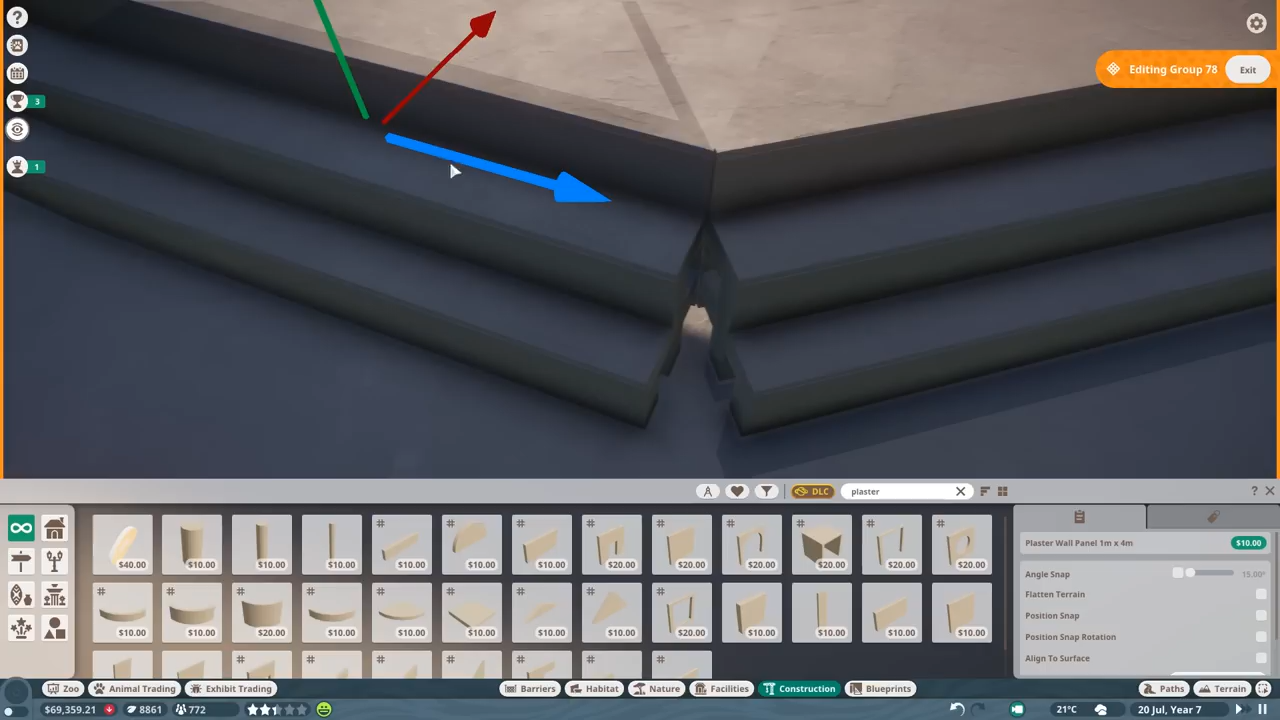 ?
Editing Group 78
Exit
3
1
DLC
plaster
?
$40.00
$10.00
$10.00
$10.00
$10.00
$10.00
$10.00
$20.00
$10.00
$20.00
$20.00
$20.00
$20.00
$10.00
$10.00
$20.00
$10.00
$10.00
$10.00
$10.00
$10.00
$20.00
$10.00
$10.00
$10.00
$10.00
Plaster Wall Panel 1m x 4m
$10.00
Angle Snap
15.00°
Flatten Terrain
Position Snap
Position Snap Rotation
Align To Surface
Zoo
Animal Trading
Exhibit Trading
Barriers
Habitat
Nature
Facilities
Construction
Blueprints
Paths
Terrain
$69,359.21
8861
772
21°C
20 Jul, Year 7